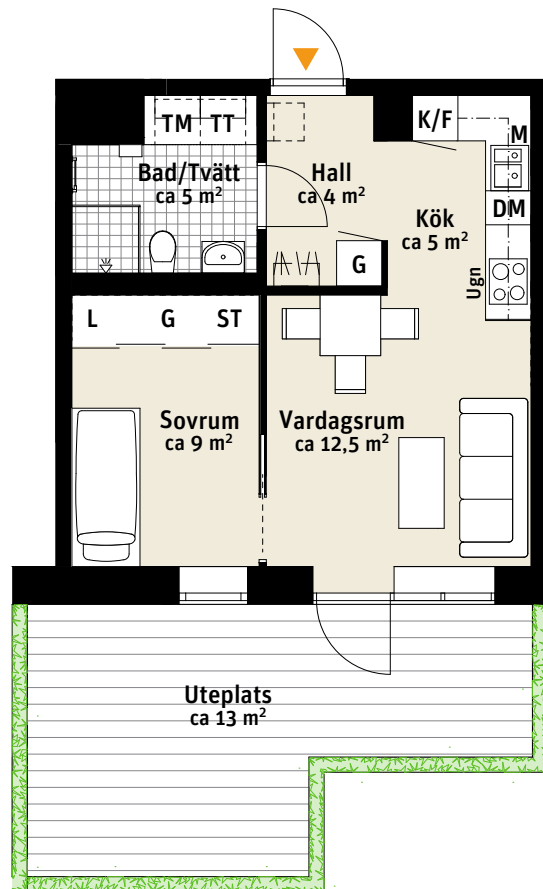 TM
TT
K/F
M
Bad/Tvätt
ca 5 m²
Hall
ca 4 m²
DM
Kök
ca 5 m²
G
Ugn
L
G
ST
Sovrum
ca 9 m²
Vardagsrum
ca 12,5 m²
Uteplats
ca 13 m²